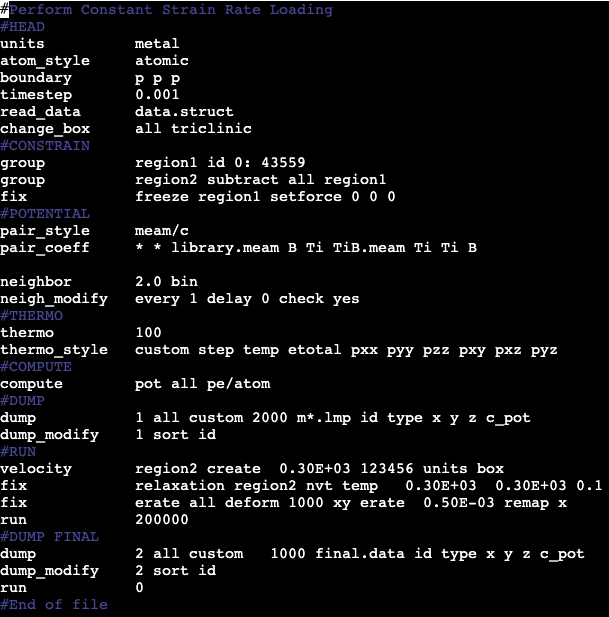 #Perform Constant Strain Rate Loading
#HEAD
units metal
atom_style atomic
boundary p p p
timestep 0.001
read_data data.struct
change_box all triclinic
#CONSTRAIN
group region1 id 0: 43559
group region2 subtract all region1
fix freeze region1 setforce 0 0 0
#POTENTIAL
pair_style meam/c
pair_coeff * * library.meam B Ti TiB.meam Ti Ti B
neighbor 2.0 bin
neigh_modify every 1 delay 0 check yes
#THERMO
thermo 100
thermo_style custom step temp etotal pxx pyy pzz pxy pxz pyz
#COMPUTE
compute pot all pe/atom
#DUMP
dump 1 all custom 2000 m*.lmp id type x y z c_pot
dump_modify 1 sort id
#RUN
velocity region2 create 0.30E+03 123456 units box
fix relaxation region2 nvt temp 0.30E+03 0.30E+03 0.1
fix erate all deform 1000 xy erate 0.50E-03 remap x
run 200000
#DUMP FINAL
dump 2 all custom 1000 final.data id type x y z c_pot
dump_modify 2 sort id
run 0
#End of file